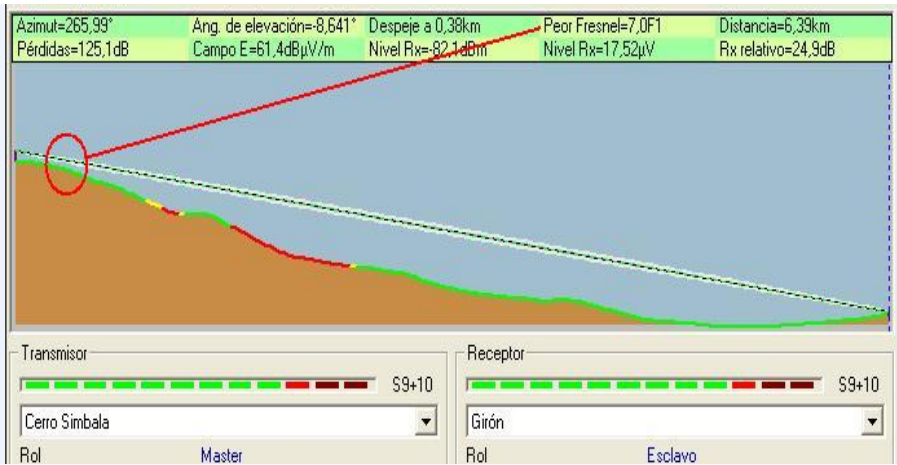 Azimut=265,99° Ang. de elevación=-8,641° Despeje a 0,38km Peor Fresnel=7,0F1 Distancia=6,39km
Pérdidas=125,1dB Campo E=61,4dBµV/m Nivel Rx=-82,1dBm Nivel Rx=17,52µV Rx relativo=24,9dB
Transmisor Receptor
S9+10 S9+10
Cerro Simbala Girón
Rol Master Rol Esclavo